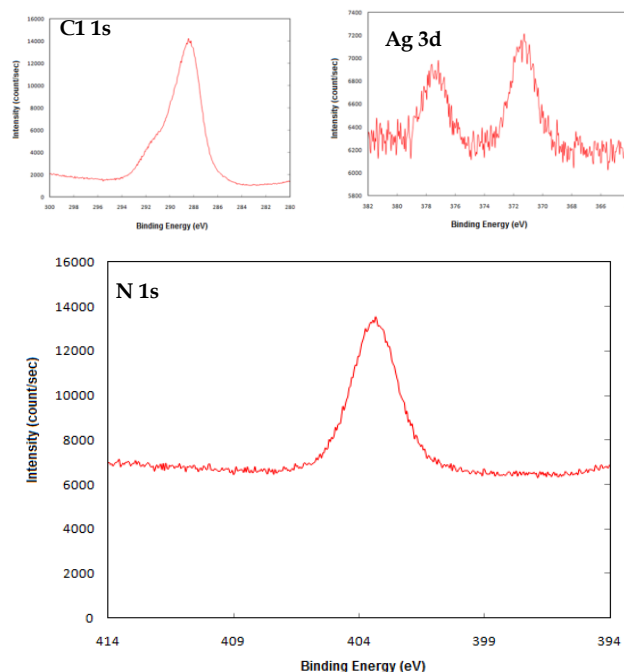 C1 1s
16000
14000
12000
10000
8000
6000
4000
2000
0
300 298 296 294 292 290 288 286 284 282 280
Intensity (count/sec)
Binding Energy (eV)
Ag 3d
7400
7200
7000
6800
6600
6400
6200
6000
5800
382 380 378 376 374 372 370 368 366
Intensity (count/sec)
Binding Energy (eV)
N 1s
16000
14000
12000
10000
8000
6000
4000
2000
0
414 409 404 399 394
Intensity (count/sec)
Binding Energy (eV)